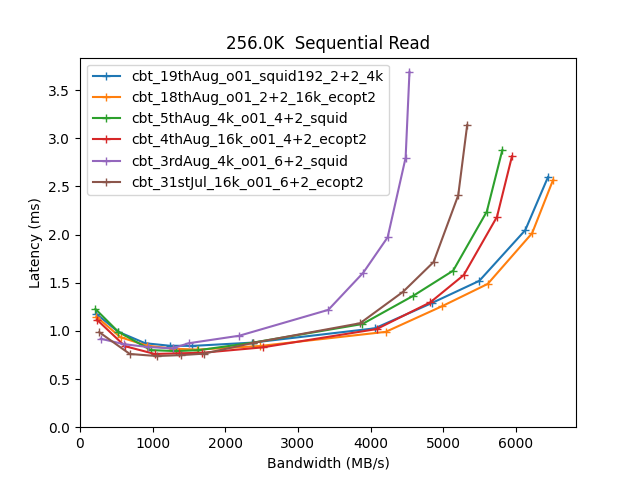 256.0K  Sequential Read
cbt_19thAug_o01_squid192_2+2_4k
cbt_18thAug_o01_2+2_16k_ecopt2
cbt_5thAug_4k_o01_4+2_squid
cbt_4thAug_16k_o01_4+2_ecopt2
cbt_3rdAug_4k_o01_6+2_squid
cbt_31stJul_16k_o01_6+2_ecopt2
Latency (ms)
3.5
3.0
2.5
2.0
1.5
1.0
0.5
0.0
0 1000 2000 3000 4000 5000 6000
Bandwidth (MB/s)